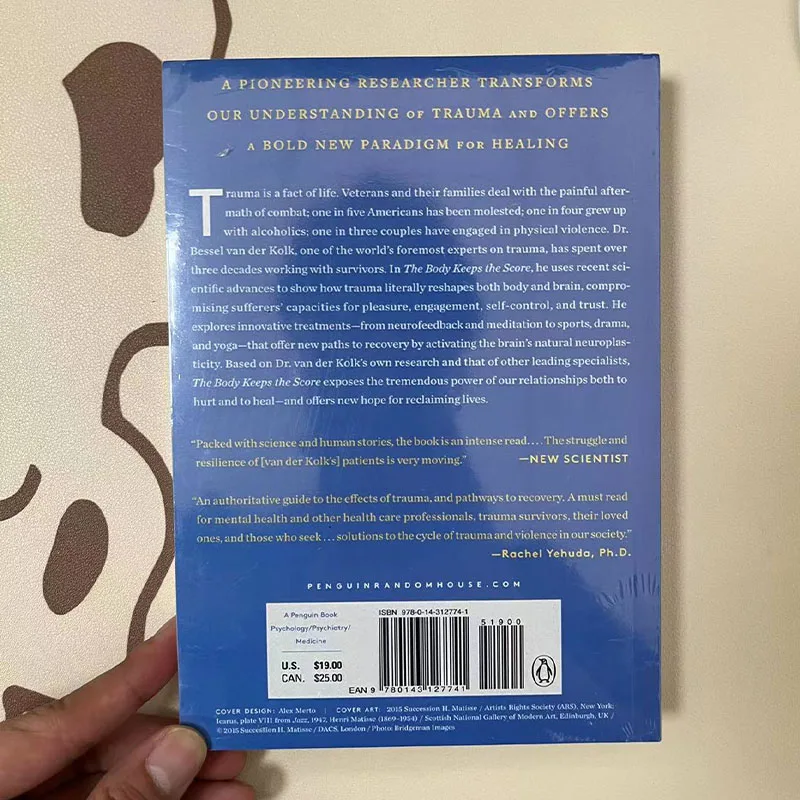 A PIONEERING RESEARCHER TRANSFORMS
OUR UNDERSTANDING OF TRAUMA AND OFFERS
A BOLD NEW PARADIGM FOR HEALING
Trauma is a fact of life. Veterans and their families deal with the painful after-
math of combat; one in five Americans has been molested; one in four grew up
with alcoholics; one in three couples have engaged in physical violence. Dr.
Bessel van der Kolk, one of the world's foremost experts on trauma, has spent
over three decades working with survivors. In The Body Keeps the Score, he uses recent sci-
entific advances to show how trauma literally reshapes both body and brain, compro-
mising sufferers' capacities for pleasure, engagement, self-control, and trust. He
explores innovative treatments—from neurofeedback and meditation to sports, drama,
and yoga—that offer new paths to recovery by activating the brain's natural neuroplas-
ticity. Based on Dr. van der Kolk's own research and that of other leading specialists,
The Body Keeps the Score exposes the tremendous power of our relationships both to
hurt and to heal—and offers new hope for reclaiming lives.
"Packed with science and human stories, the book is an intense read.... The struggle and
resilience of [van der Kolk's] patients is very moving." —NEW SCIENTIST
"An authoritative guide to the effects of trauma, and pathways to recovery. A must read
for mental health and other health care professionals, trauma survivors, their loved
ones, and those who seek... solutions to the cycle of trauma and violence in our society."
—Rachel Yehuda, Ph.D.
PENGUINRANDOMHOUSE.COM
A Penguin Book
Psychology/Psychiatry/
Medicine
U.S. $19.00
CAN. $25.00
ISBN 978-0-14-312774-1
51900
EAN 9 780143 127741
COVER DESIGN: Alex Merto | COVER ART: 2015 Succession H. Matisse / Artists Rights Society (ARS), New York;
Icarus, plate VIII from Jazz, 1947, Henri Matisse (1869–1954) / Scottish National Gallery of Modern Art, Edinburgh, UK /
© 2015 Succession H. Matisse / DACS, London / Photo: Bridgeman Images